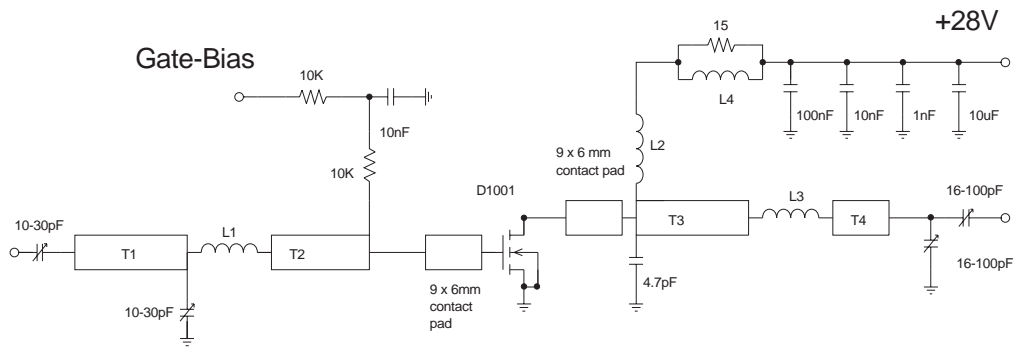 +28V
15
Gate-Bias
10K
L4
100nF
10nF
1nF
10uF
10nF
L2
9 x 6 mm
contact pad
10K
D1001
L3
16-100pF
10-30pF
L1
T3
T4
T1
T2
16-100pF
4.7pF
9 x 6mm
contact
pad
10-30pF